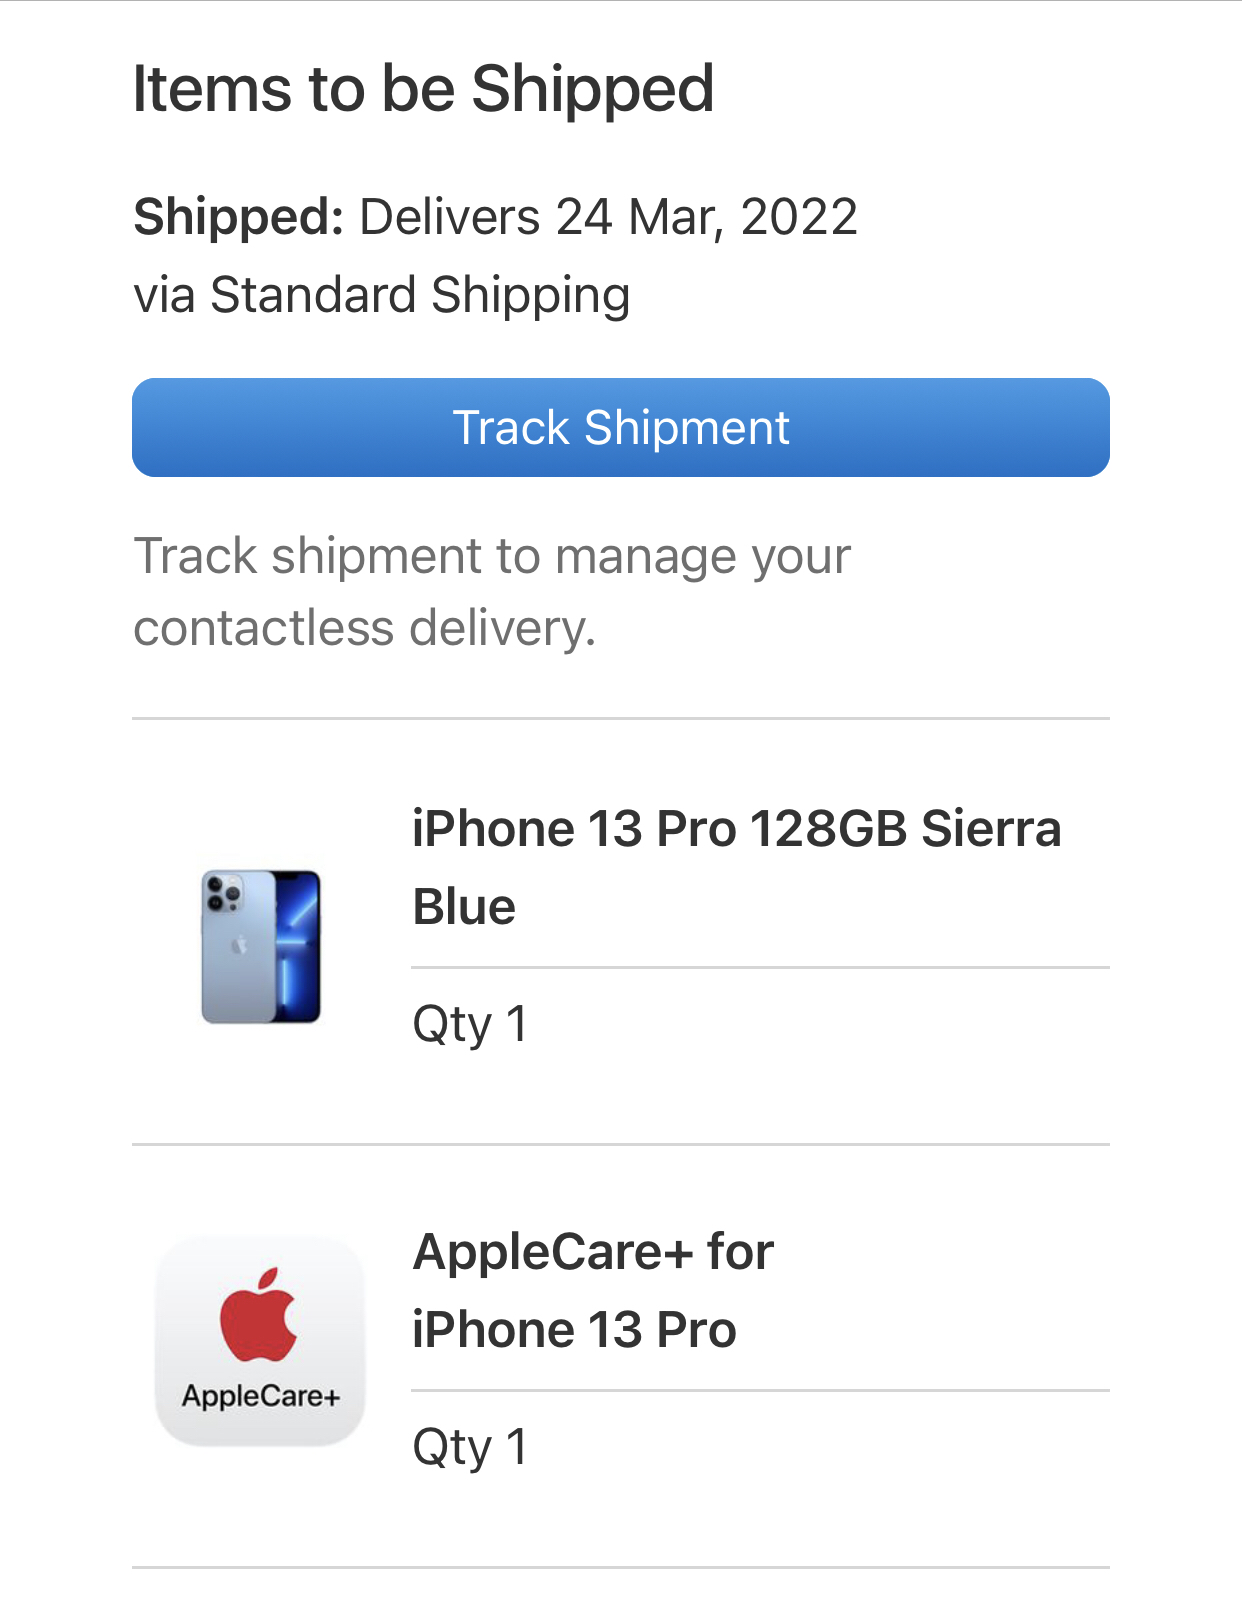 Items to be Shipped
Shipped: Delivers 24 Mar, 2022
via Standard Shipping
Track Shipment
Track shipment to manage your
contactless delivery.
iPhone 13 Pro 128GB Sierra
Blue
Qty 1
AppleCare+ for
iPhone 13 Pro
AppleCare+
Qty 1